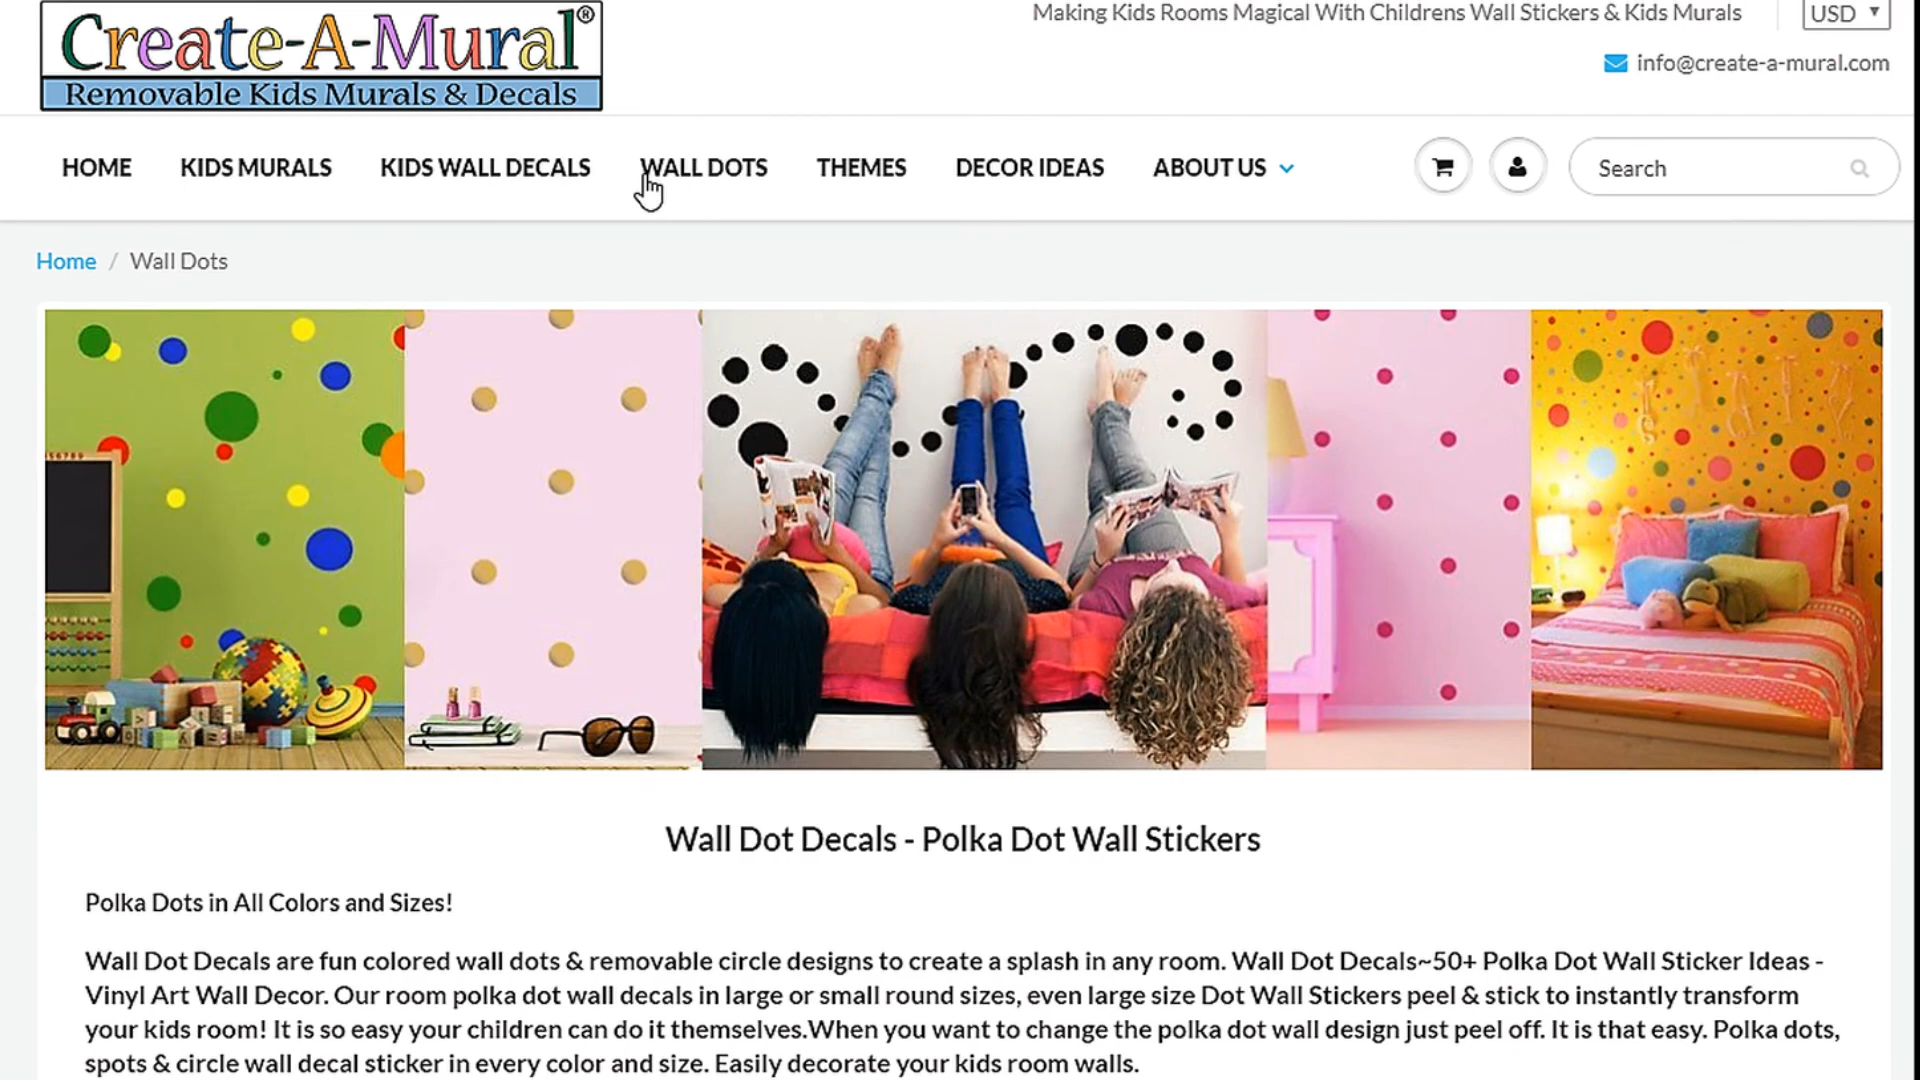 Create-A-Mural®
Removable Kids Murals & Decals
Making Kids Rooms Magical With Childrens Wall Stickers & Kids Murals
USD
info@create-a-mural.com
HOME KIDS MURALS KIDS WALL DECALS WALL DOTS THEMES DECOR IDEAS ABOUT US
Search
Home / Wall Dots
Wall Dot Decals - Polka Dot Wall Stickers
Polka Dots in All Colors and Sizes!
Wall Dot Decals are fun colored wall dots & removable circle designs to create a splash in any room. Wall Dot Decals~50+ Polka Dot Wall Sticker Ideas -
Vinyl Art Wall Decor. Our room polka dot wall decals in large or small round sizes, even large size Dot Wall Stickers peel & stick to instantly transform
your kids room! It is so easy your children can do it themselves.When you want to change the polka dot wall design just peel off. It is that easy. Polka dots,
spots & circle wall decal sticker in every color and size. Easily decorate your kids room walls.